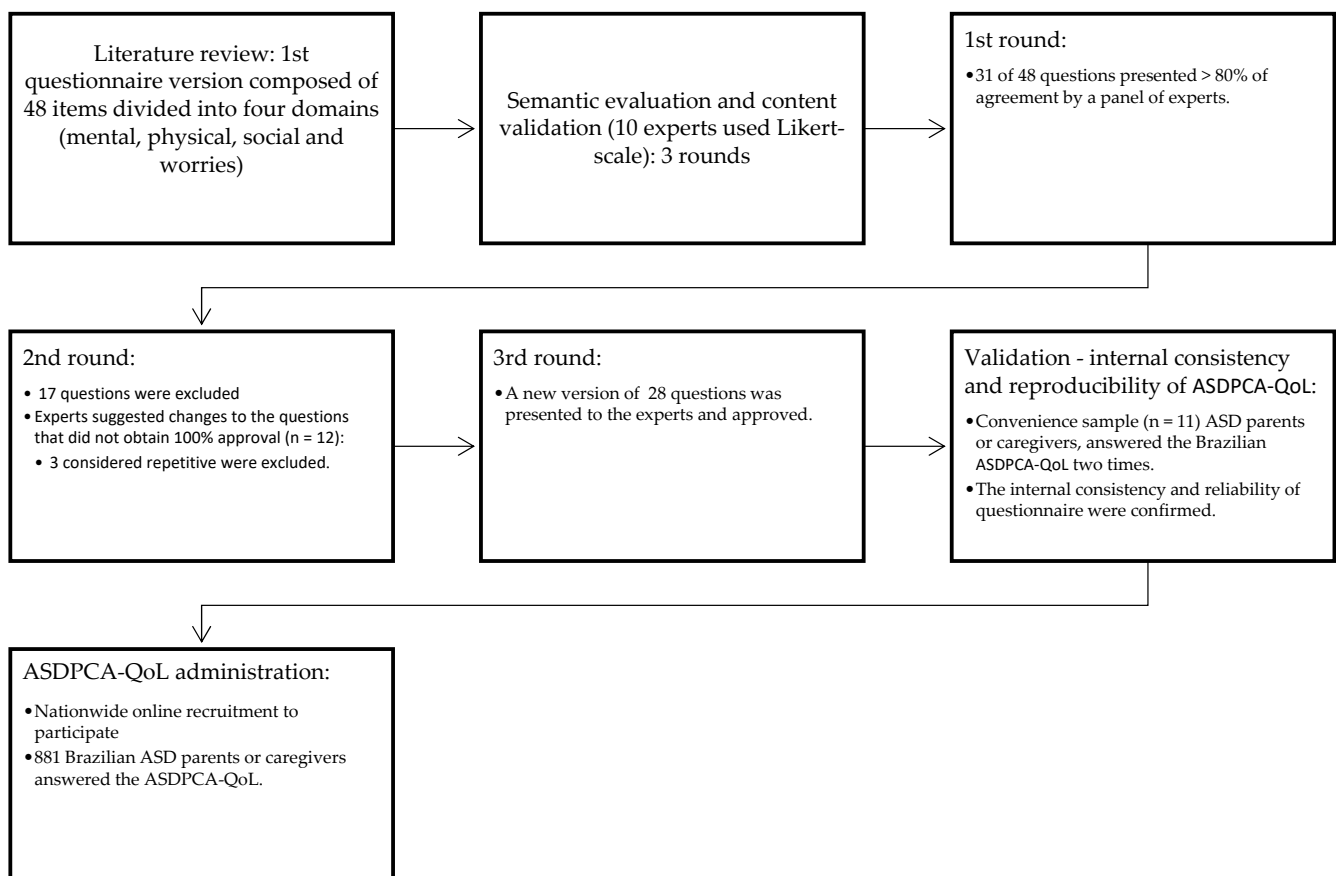 Literature review: 1st
questionnaire version composed of
48 items divided into four domains
(mental, physical, social and
worries)
Semantic evaluation and content
validation (10 experts used Likert-
scale): 3 rounds
1st round:
•31 of 48 questions presented > 80% of
agreement by a panel of experts.
2nd round:
• 17 questions were excluded
•Experts suggested changes to the questions
that did not obtain 100% approval (n = 12):
• 3 considered repetitive were excluded.
3rd round:
•A new version of 28 questions was
presented to the experts and approved.
Validation - internal consistency
and reproducibility of ASDPCA-QoL:
•Convenience sample (n = 11) ASD parents
or caregivers, answered the Brazilian
ASDPCA-QoL two times.
•The internal consistency and reliability of
questionnaire were confirmed.
ASDPCA-QoL administration:
•Nationwide online recruitment to
participate
•881 Brazilian ASD parents or caregivers
answered the ASDPCA-QoL.